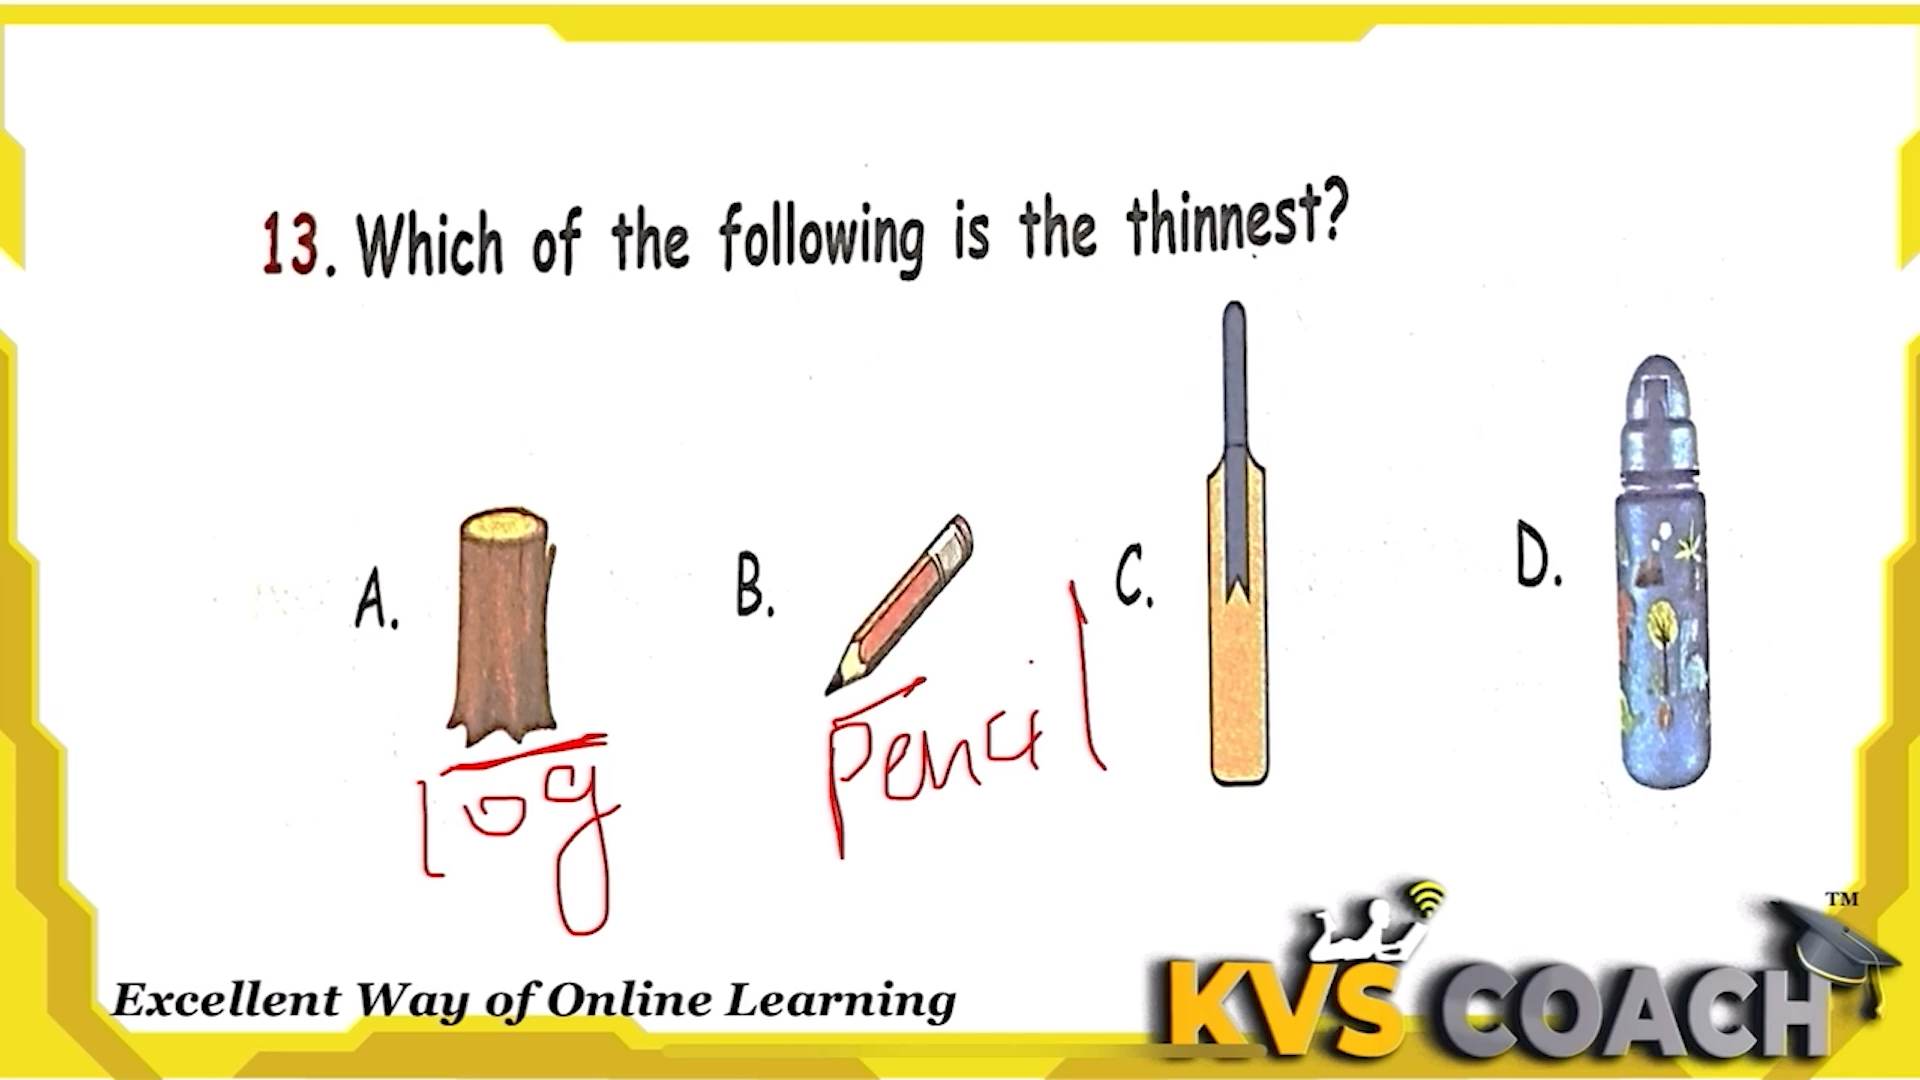 13. Which of the following is the thinnest?
A.
B.
C.
D.
log
pencil
Excellent Way of Online Learning
KVS COACH TM